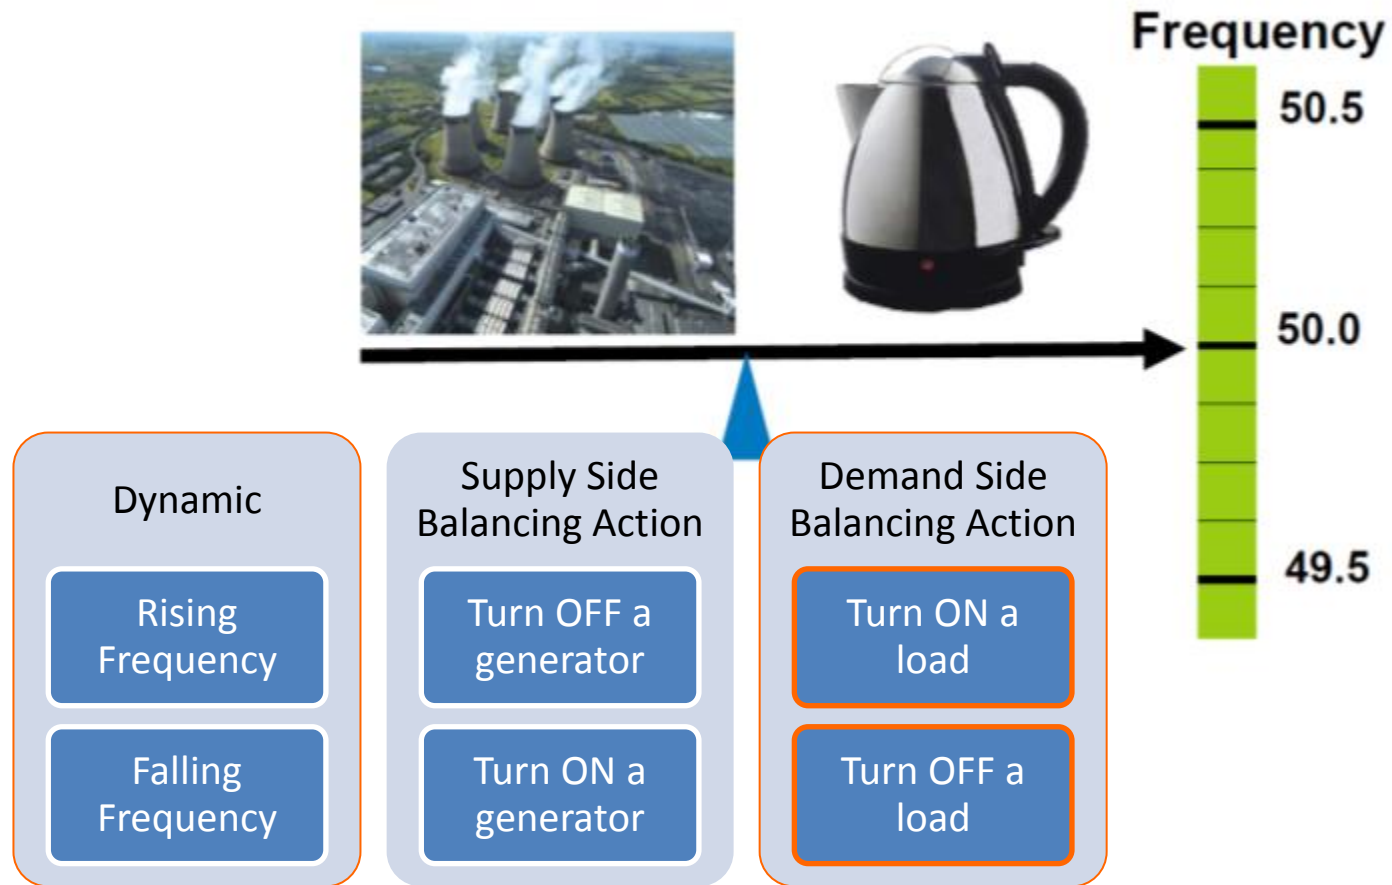 Frequency
50.5
50.0
49.5
Dynamic
Rising
Frequency
Falling
Frequency
Supply Side
Balancing Action
Turn OFF a
generator
Turn ON a
generator
Demand Side
Balancing Action
Turn ON a
load
Turn OFF a
load